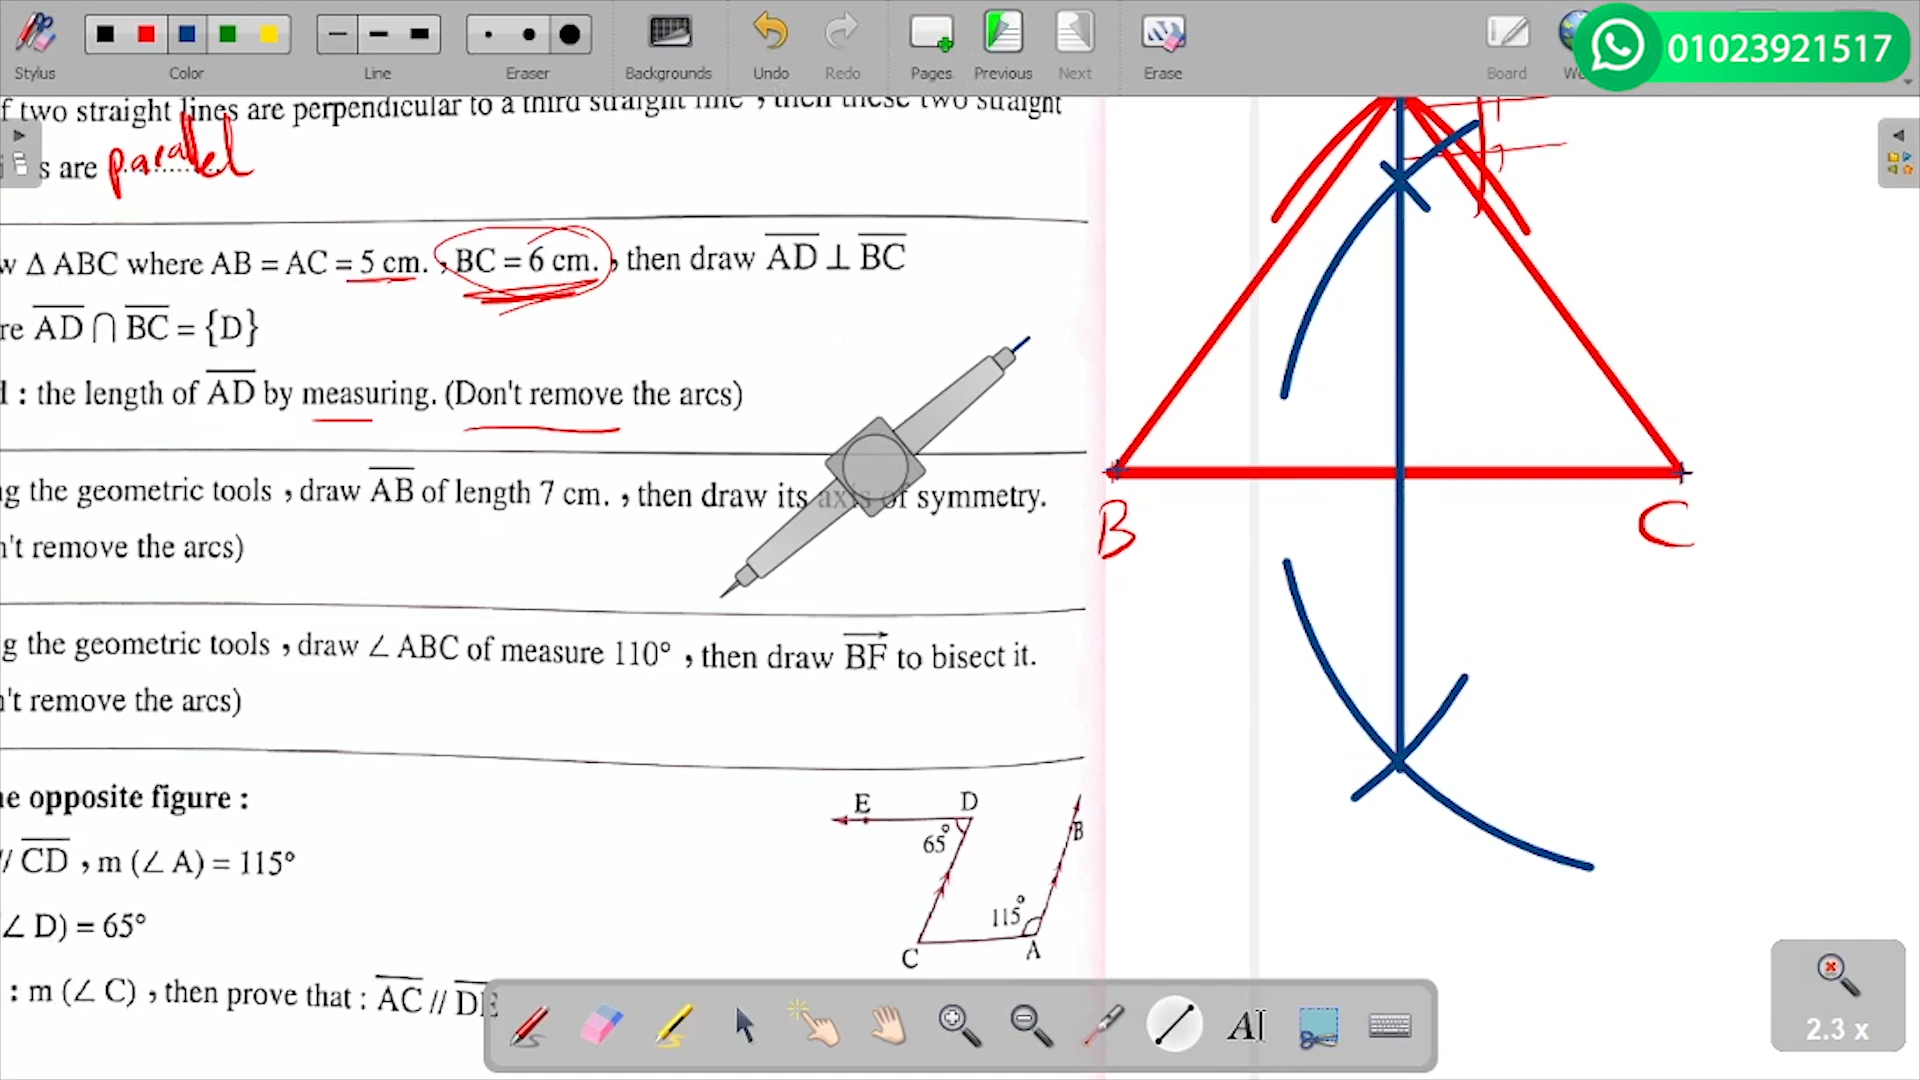 Stylus
Color
Line
Eraser
Backgrounds
Undo
Redo
Pages
Previous
Next
Erase
Board
01023921517
f two straight lines are perpendicular to a third straight line , then these two straight
s are parallel
w Δ ABC where AB = AC = 5 cm. , BC = 6 cm. , then draw AD ⊥ BC
re AD ∩ BC = {D}
: the length of AD by measuring. (Don't remove the arcs)
g the geometric tools , draw AB of length 7 cm. , then draw its axis of symmetry.
't remove the arcs)
g the geometric tools , draw ∠ ABC of measure 110° , then draw BF to bisect it.
't remove the arcs)
e opposite figure :
// CD , m (∠ A) = 115°
∠ D) = 65°
: m (∠ C) , then prove that : AC // DE
E
D
B
65°
115°
C
A
B
C
2.3 x